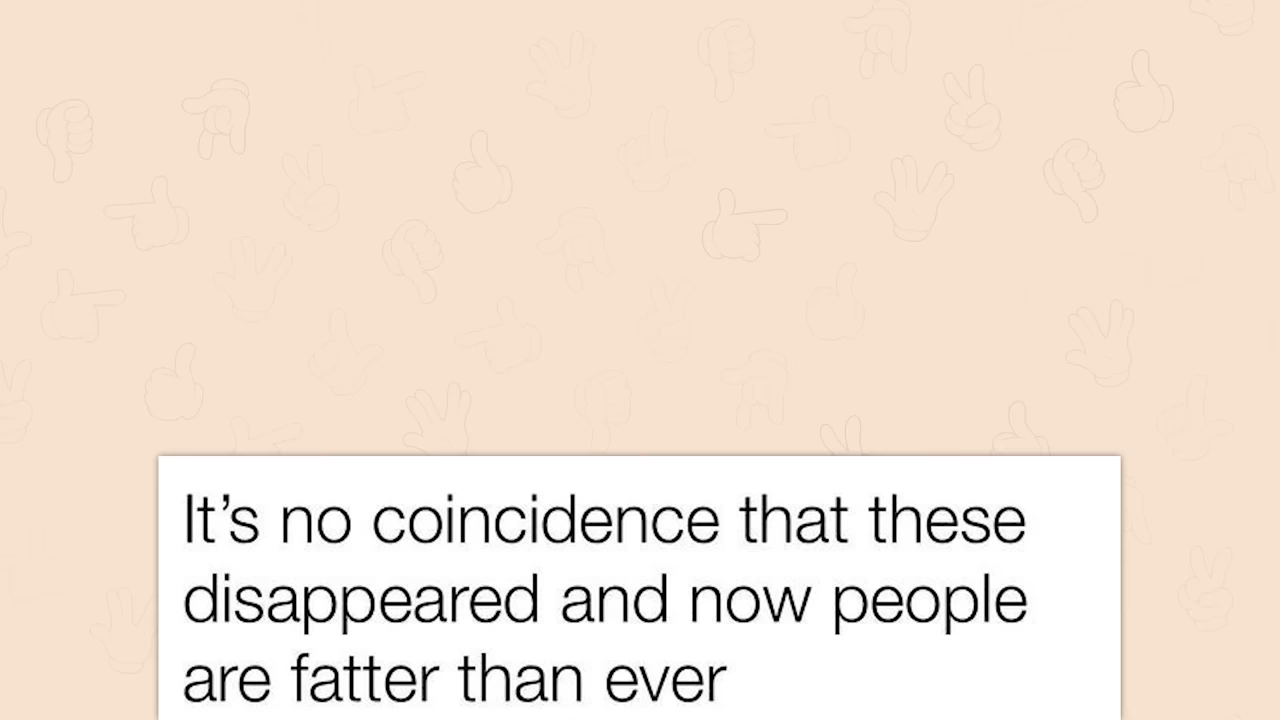 It’s no coincidence that these
disappeared and now people
are fatter than ever